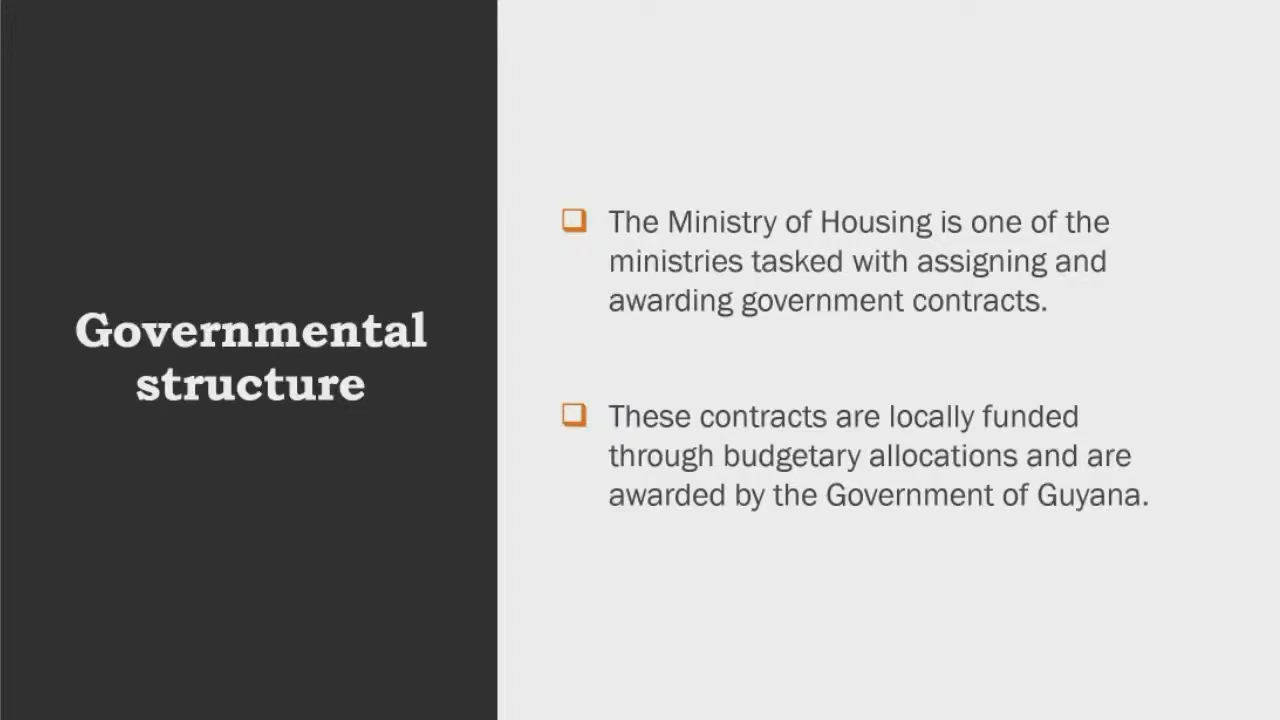 Governmental
structure
The Ministry of Housing is one of the
ministries tasked with assigning and
awarding government contracts.
These contracts are locally funded
through budgetary allocations and are
awarded by the Government of Guyana.